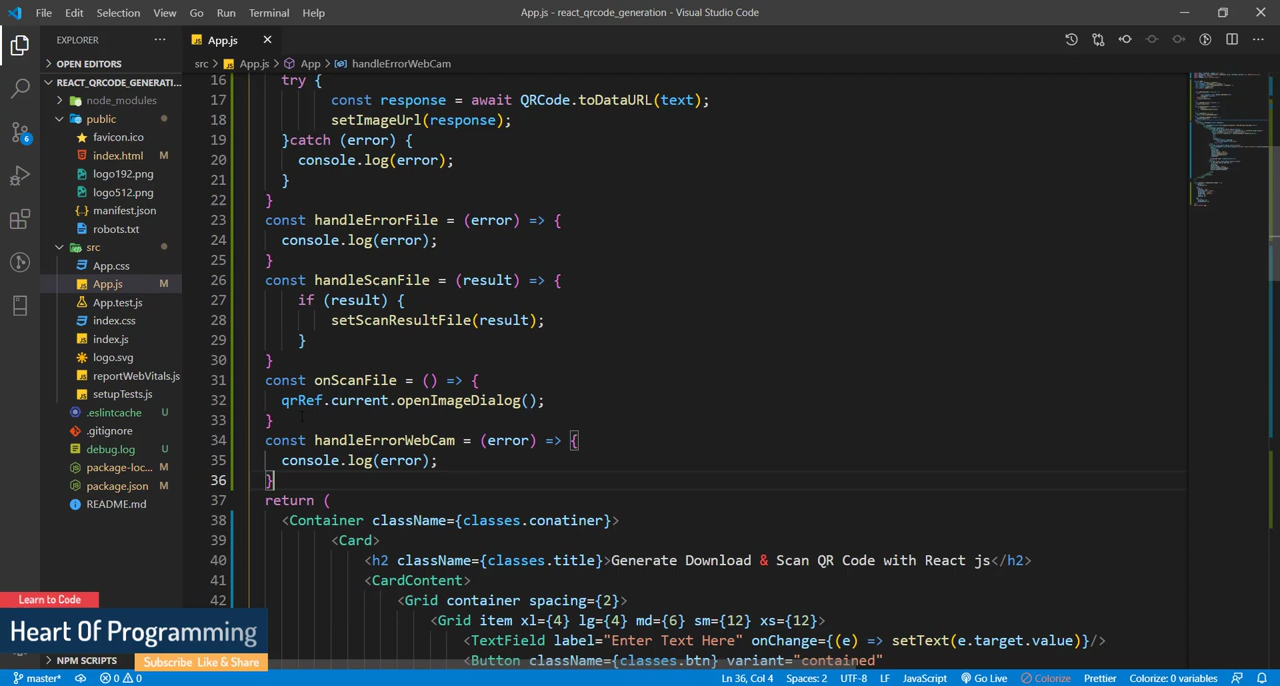 File Edit Selection View Go Run Terminal Help
App.js - react_qrcode_generation - Visual Studio Code
EXPLORER
App.js
OPEN EDITORS
src > App.js > App > handleErrorWebCam
REACT_QRCODE_GENERATI...
node_modules
public
favicon.ico
index.html M
logo192.png
logo512.png
manifest.json
robots.txt
src
App.css
App.js M
App.test.js
index.css
index.js
logo.svg
reportWebVitals.js
setupTests.js
.eslintcache U
.gitignore
debug.log U
package-loc... M
package.json M
README.md
NPM SCRIPTS
6
16 try {
17 const response = await QRCode.toDataURL(text);
18 setImageUrl(response);
19 }catch (error) {
20 console.log(error);
21 }
22 }
23 const handleErrorFile = (error) => {
24 console.log(error);
25 }
26 const handleScanFile = (result) => {
27 if (result) {
28 setScanResultFile(result);
29 }
30 }
31 const onScanFile = () => {
32 qrRef.current.openImageDialog();
33 }
34 const handleErrorWebCam = (error) => {
35 console.log(error);
36 }
37 return (
38 <Container className={classes.conatiner}>
39 <Card>
40 <h2 className={classes.title}>Generate Download & Scan QR Code with React js</h2>
41 <CardContent>
42 <Grid container spacing={2}>
<Grid item xl={4} lg={4} md={6} sm={12} xs={12}>
<TextField label="Enter Text Here" onChange={(e) => setText(e.target.value)}/>
<Button className={classes.btn} variant="contained"
Learn to Code
Heart Of Programming
Subscribe Like & Share
master* 0 0
Ln 36, Col 4 Spaces: 2 UTF-8 LF JavaScript Go Live Colorize Prettier Colorize: 0 variables